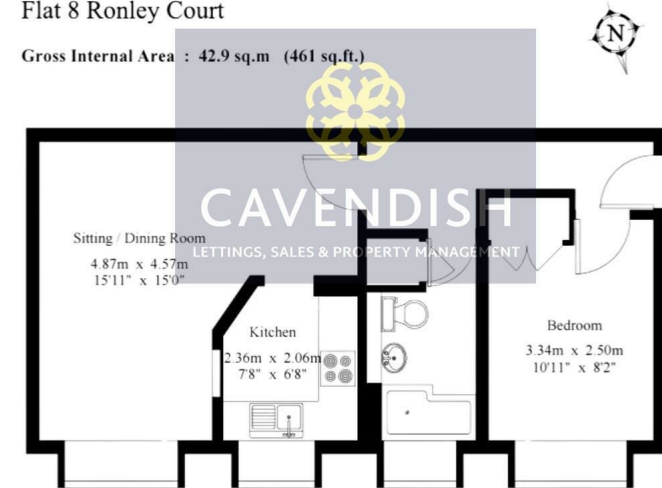 Flat 8 Ronley Court
Gross Internal Area : 42.9 sq.m (461 sq.ft.)
N
CAVENDISH
LETTINGS, SALES & PROPERTY MANAGEMENT
Sitting / Dining Room
4.87m x 4.57m
15'11" x 15'0"
Kitchen
2.36m x 2.06m
7'8" x 6'8"
Bedroom
3.34m x 2.50m
10'11" x 8'2"